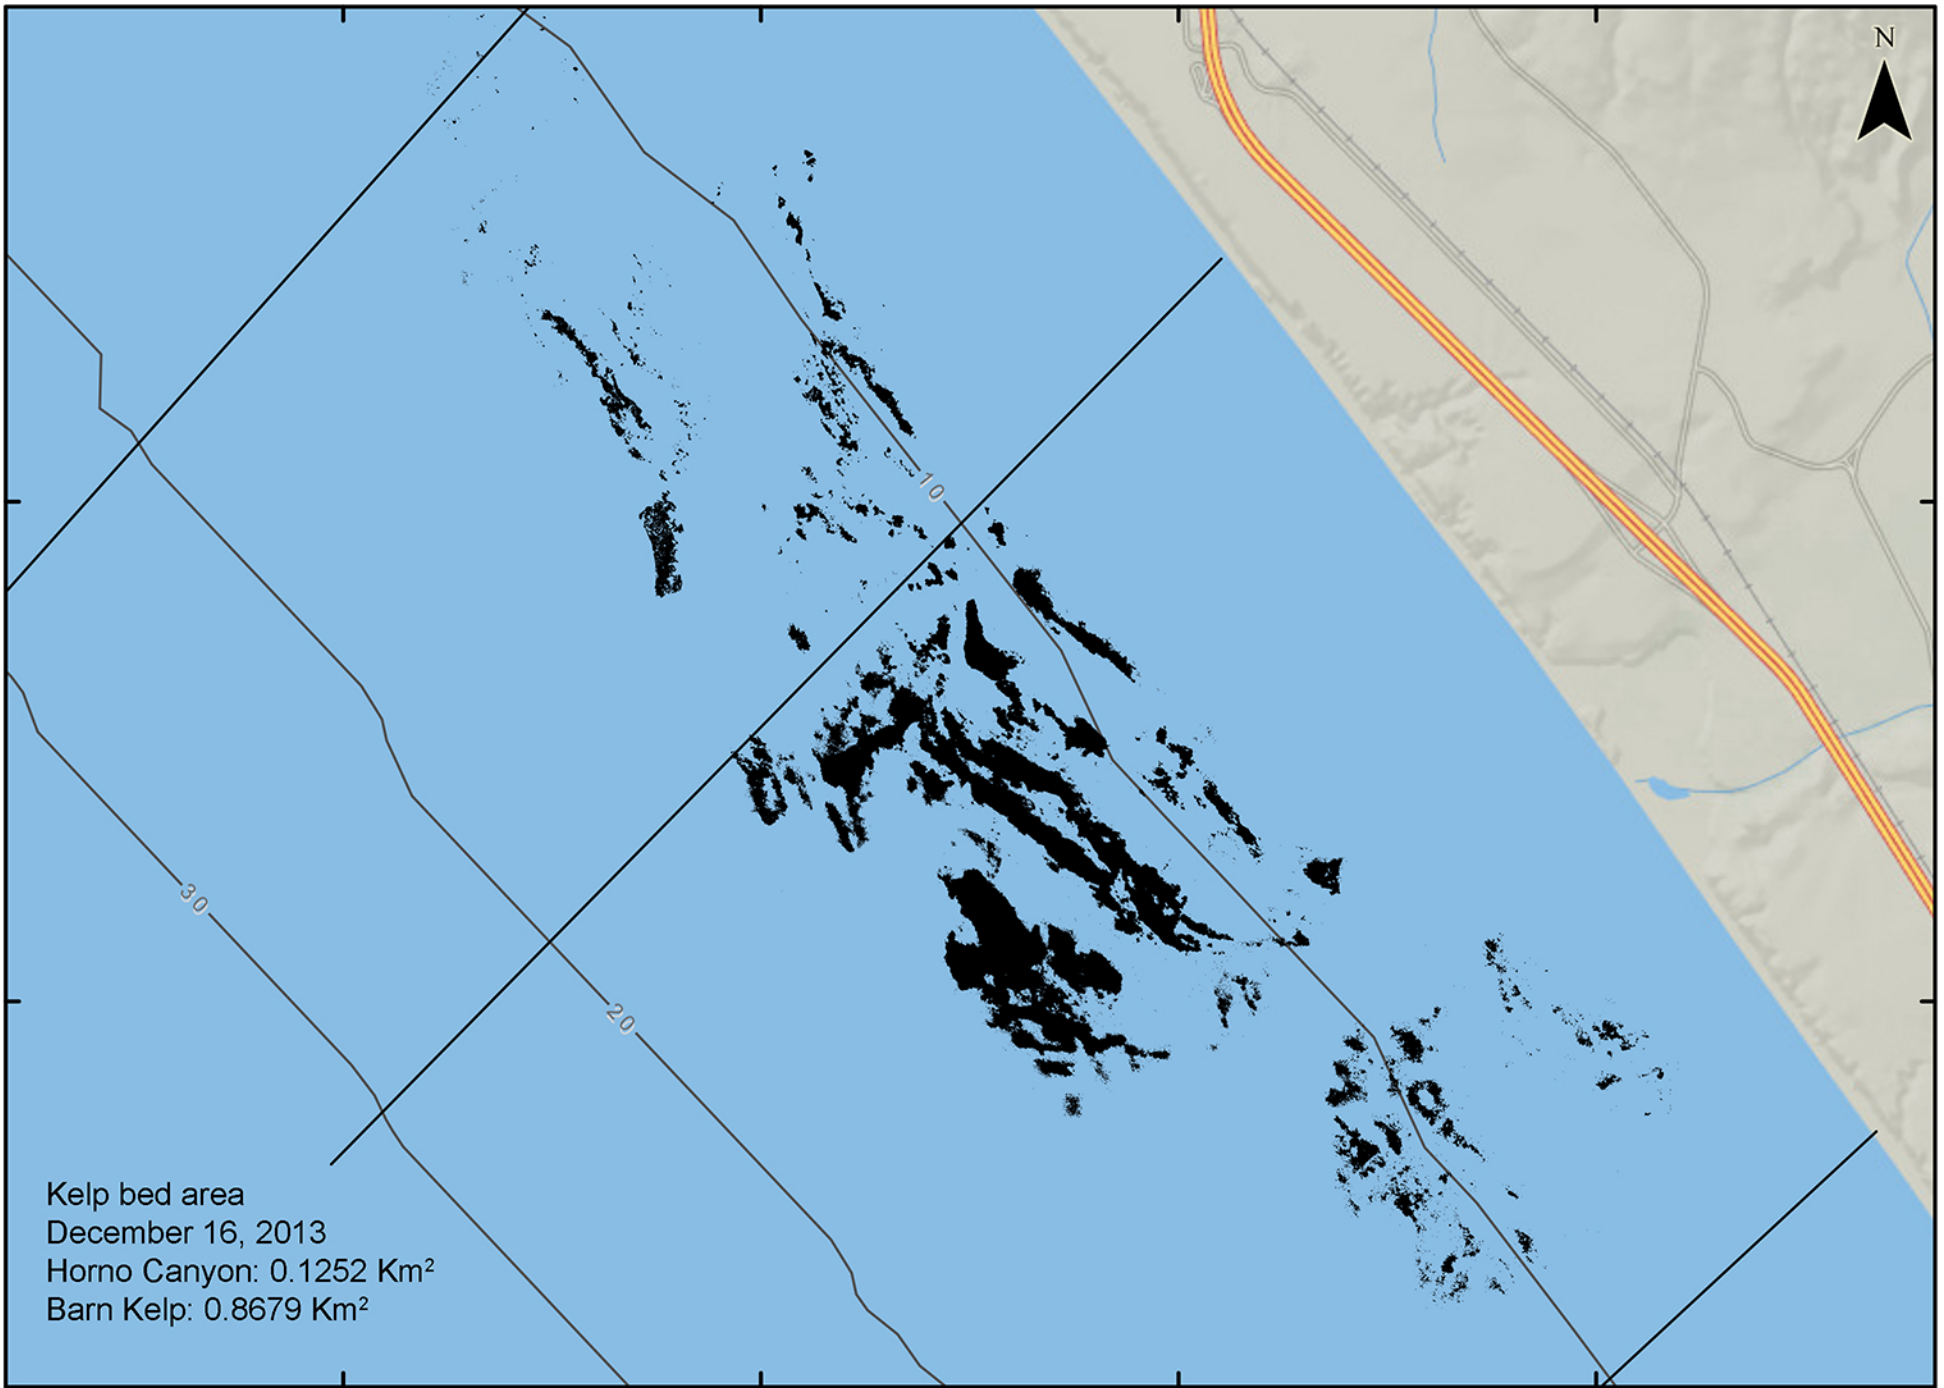 N
10
30
20
Kelp bed area
December 16, 2013
Horno Canyon: 0.1252 Km²
Barn Kelp: 0.8679 Km²